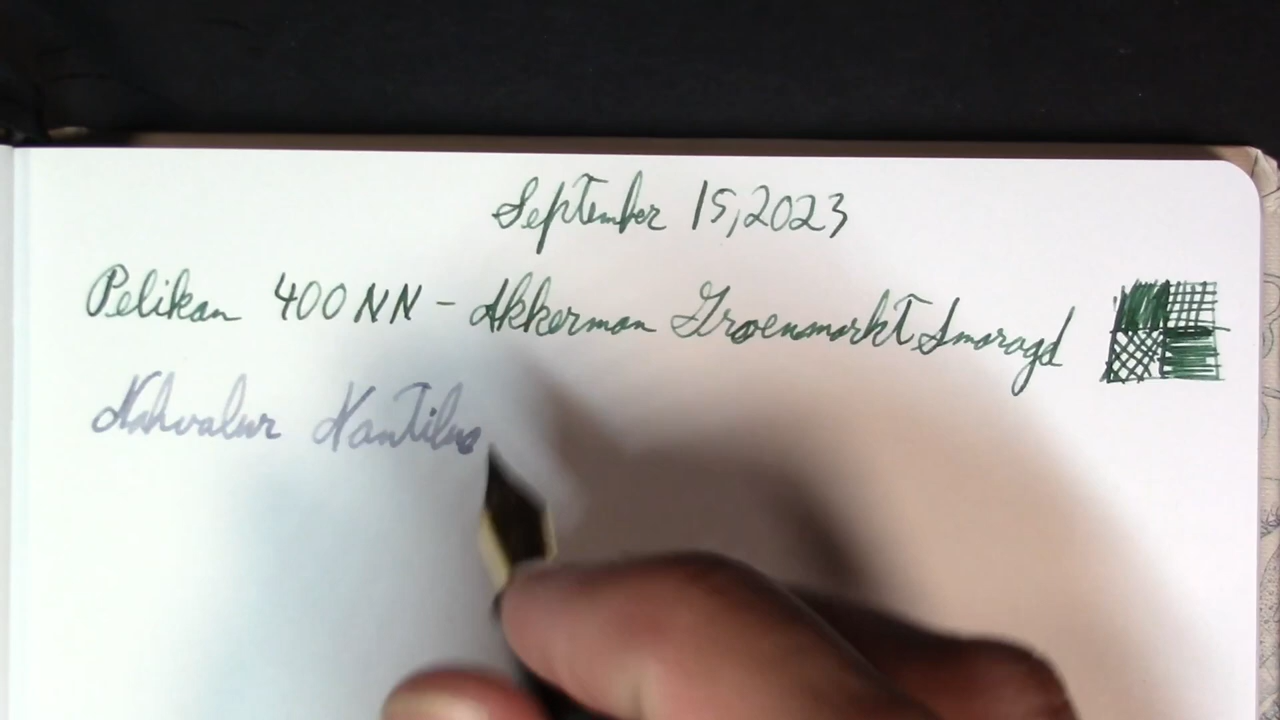 September 15, 2023
Pelikan 400NN - Akkerman Groenmarkt Smaragd
Nahvalur Nautilus